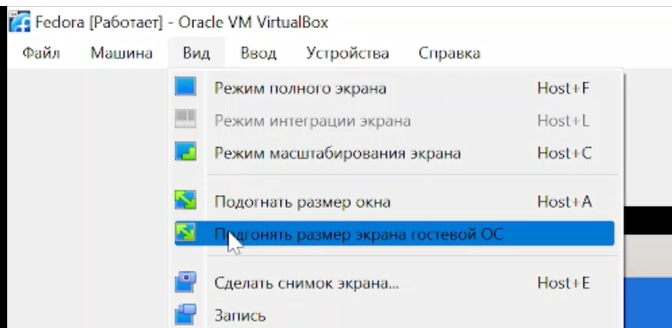 Fedora [Работает] - Oracle VM VirtualBox
Файл Машина Вид Ввод Устройства Справка
Режим полного экрана Host+F
Режим интеграции экрана Host+L
Режим масштабирования экрана Host+C
Подогнать размер окна Host+A
Подгонять размер экрана гостевой ОС
Сделать снимок экрана... Host+E
Запись